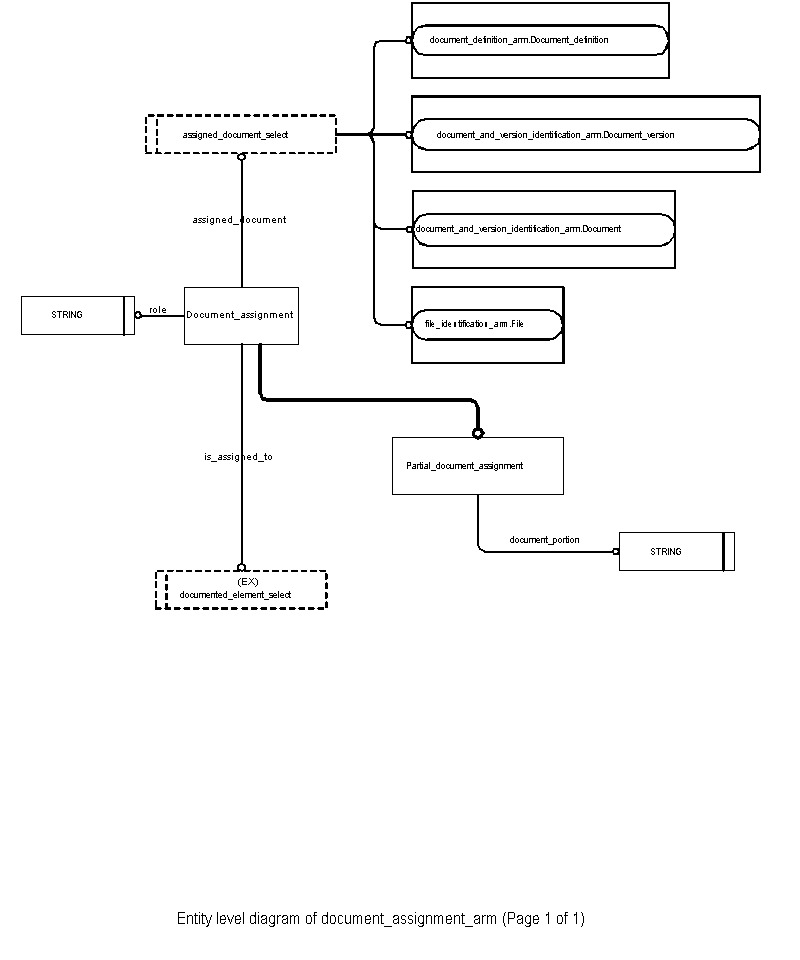 document_definition_arm.Document_definition
assigned_document_select
document_and_version_identification_arm.Document_version
assigned_document
document_and_version_identification_arm.Document
STRING
role
Document_assignment
file_identification_arm.File
is_assigned_to
Partial_document_assignment
document_portion
STRING
(EX)
documented_element_select
Entity level diagram of document_assignment_arm (Page 1 of 1)